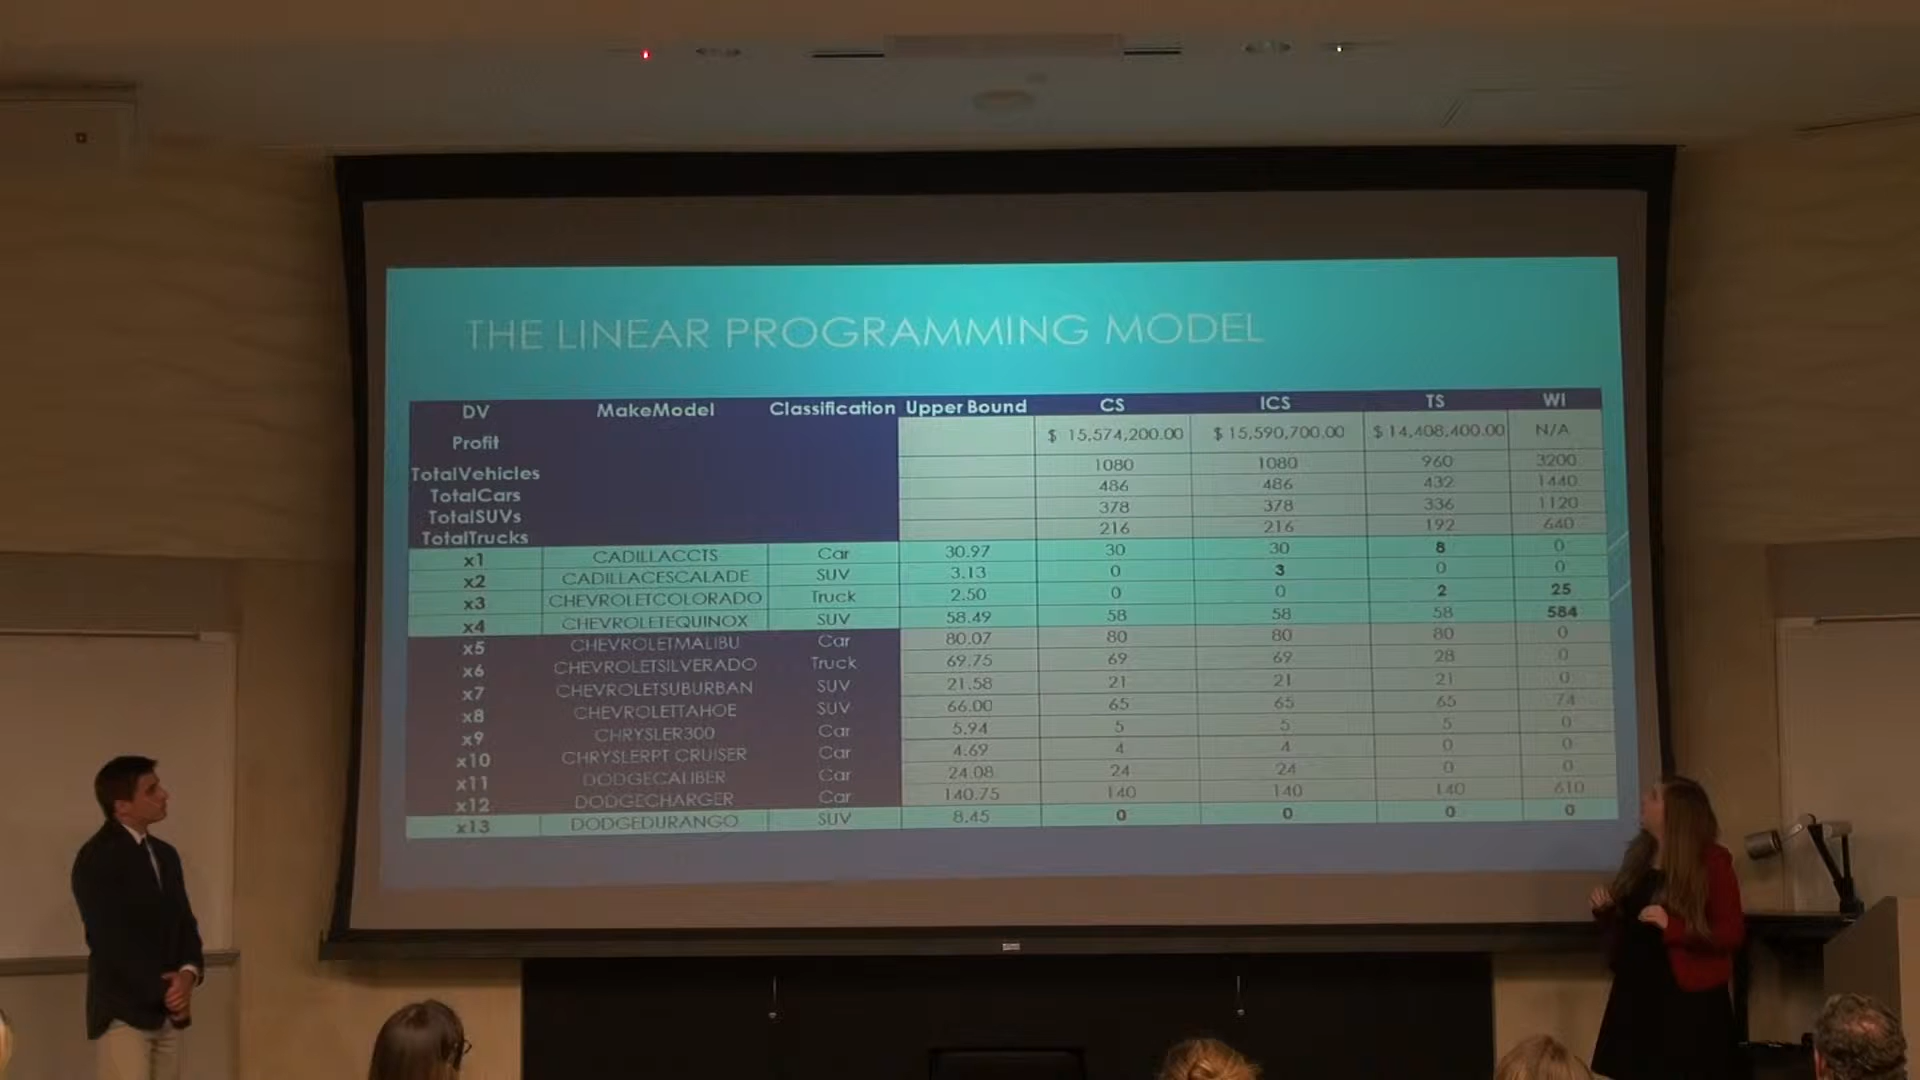 THE LINEAR PROGRAMMING MODEL
DV MakeModel Classification Upper Bound CS ICS TS WI
Profit $ 15,574,200.00 $ 15,590,700.00 $ 14,408,400.00 N/A
TotalVehicles 1080 1080 960 3200
TotalCars 486 486 432 1440
TotalSUVs 378 378 336 1120
TotalTrucks 216 216 192 640
x1 CADILLACCTS Car 30.97 30 30 8 0
x2 CADILLACESCALADE SUV 3.13 0 3 0 0
x3 CHEVROLETCOLORADO Truck 2.50 0 0 2 25
x4 CHEVROLETEQUINOX SUV 58.49 58 58 58 584
x5 CHEVROLETMALIBU Car 80.07 80 80 80 0
x6 CHEVROLETSILVERADO Truck 69.75 69 69 28 0
x7 CHEVROLETSUBURBAN SUV 21.58 21 21 21 0
x8 CHEVROLETTAHOE SUV 66.00 65 65 65 74
x9 CHRYSLER300 Car 5.94 5 5 5 0
x10 CHRYSLERPT CRUISER Car 4.69 4 4 0 0
x11 DODGECALIBER Car 24.08 24 24 0 0
x12 DODGECHARGER Car 140.75 140 140 140 610
x13 DODGEDURANGO SUV 8.45 0 0 0 0